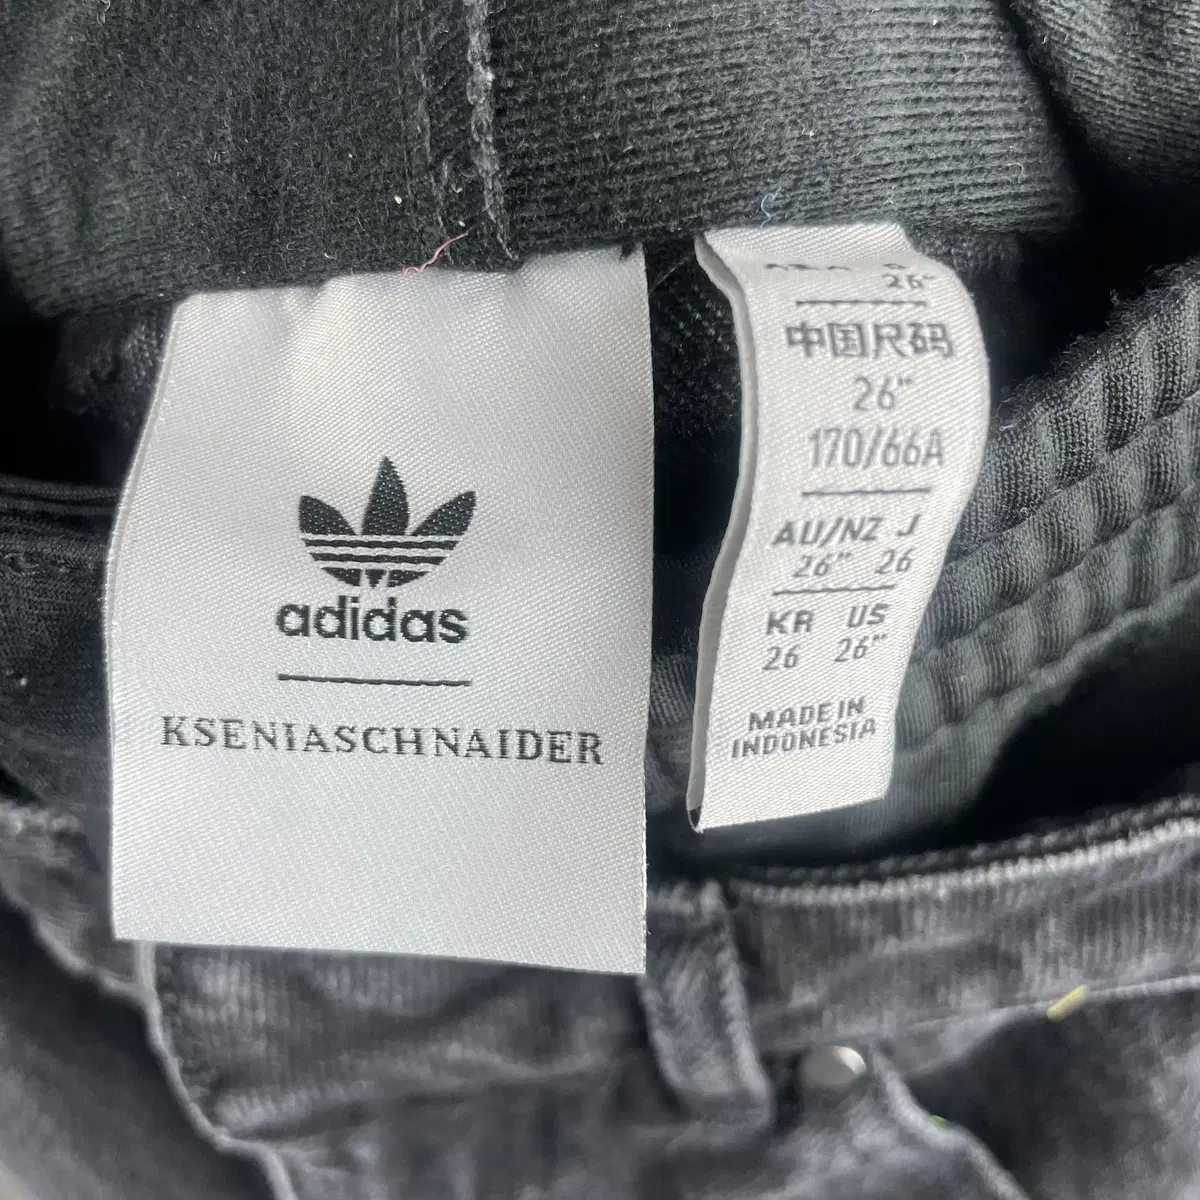 adidas
KSENIASCHNAIDER
26"
中国尺码
26"
170/66A
AU/NZ J
26" 26
KR US
26 26"
MADE IN
INDONESIA